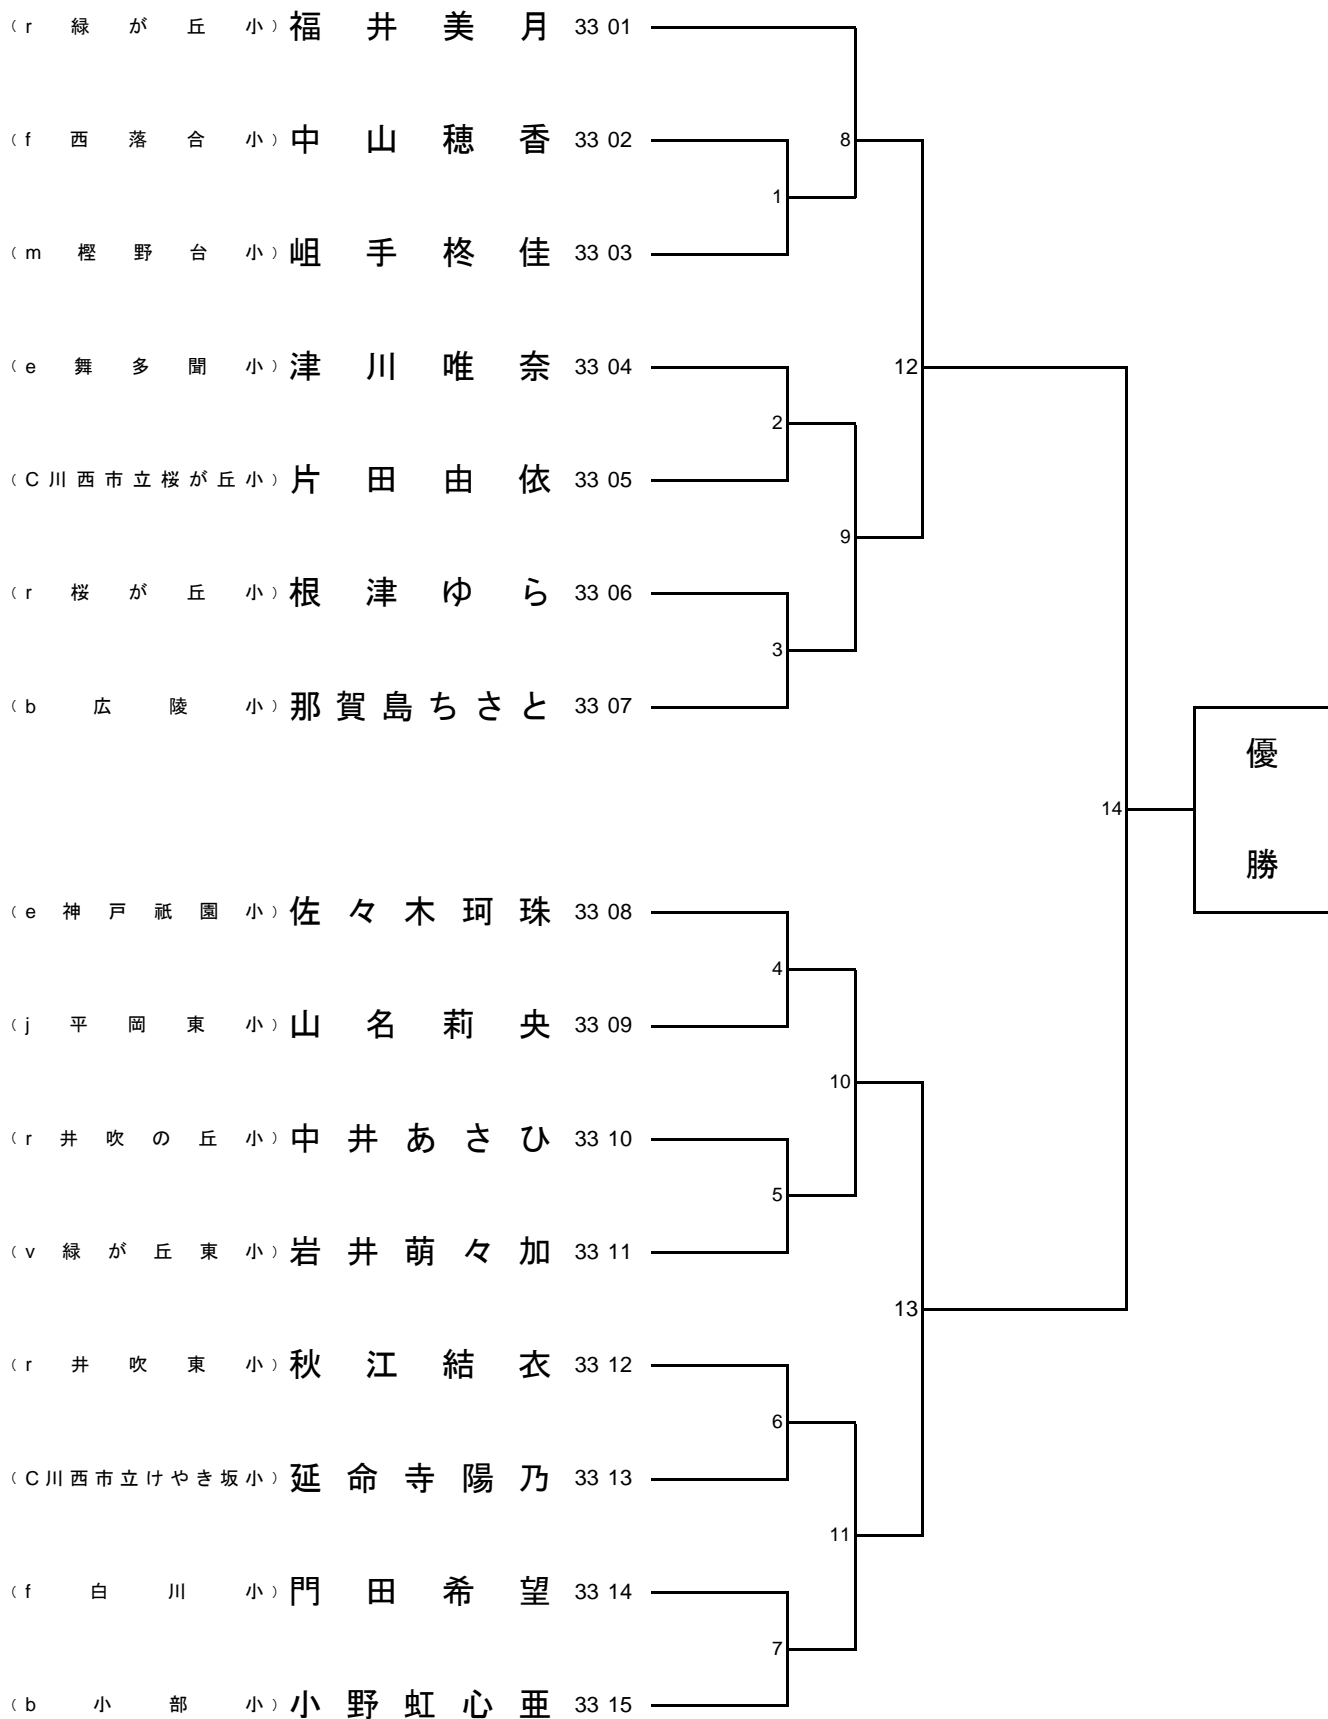 （r 緑が丘小）福井美月 33 01
（f 西落合小）中山穂香 33 02
8
1
（m 樫野台小）岨手柊佳 33 03
（e 舞多聞小）津川唯奈 33 04
12
2
（C川西市立桜が丘小）片田由依 33 05
9
（r 桜が丘小）根津ゆら 33 06
3
（b 広陵小）那賀島ちさと 33 07
優
14
勝
（e 神戸祇園小）佐々木珂珠 33 08
4
（j 平岡東小）山名莉央 33 09
10
（r 井吹の丘小）中井あさひ 33 10
5
（v 緑が丘東小）岩井萌々加 33 11
13
（r 井吹東小）秋江結衣 33 12
6
（C川西市立けやき坂小）延命寺陽乃 33 13
11
（f 白川小）門田希望 33 14
7
（b 小部小）小野虹心亜 33 15